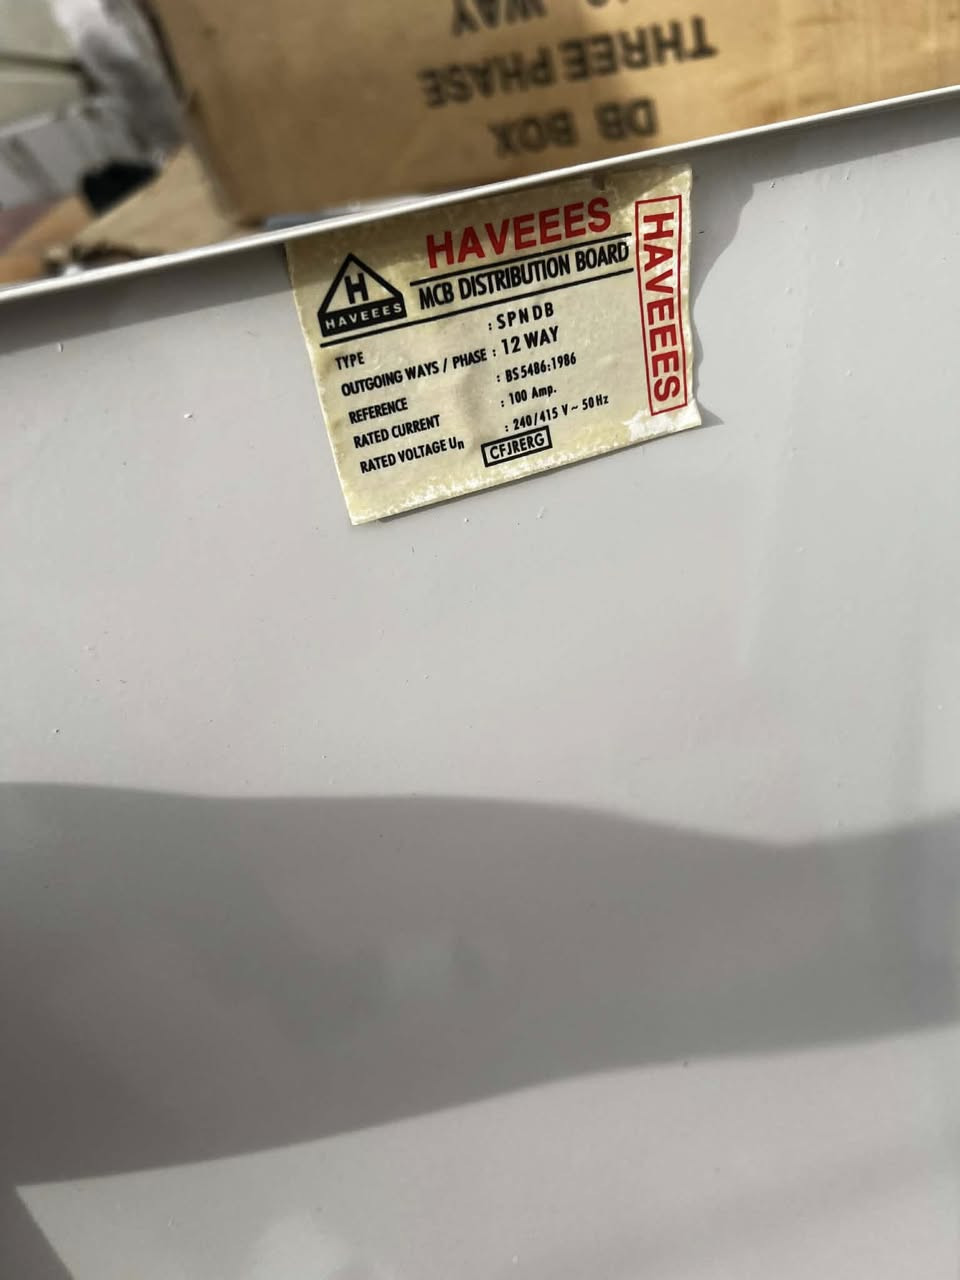 WAY
THREE PHASE
DB BOX
HAVEEES
MCB DISTRIBUTION BOARD
H
HAVEEES
TYPE : SPNDB
OUTGOING WAYS / PHASE : 12 WAY
REFERENCE : BS 5486:1986
RATED CURRENT : 100 Amp.
RATED VOLTAGE Un : 240/415 V ~ 50 Hz
CFJRERG
HAVEEES